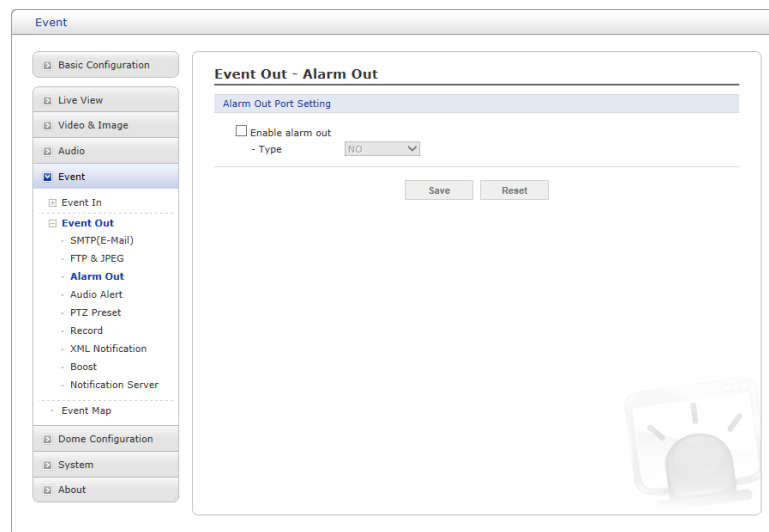 Event
Basic Configuration
Live View
Video & Image
Audio
Event
Event In
Event Out
SMTP(E-Mail)
FTP & JPEG
Alarm Out
Audio Alert
PTZ Preset
Record
XML Notification
Boost
Notification Server
Event Map
Dome Configuration
System
About
Event Out - Alarm Out
Alarm Out Port Setting
Enable alarm out
- Type NO
Save Reset